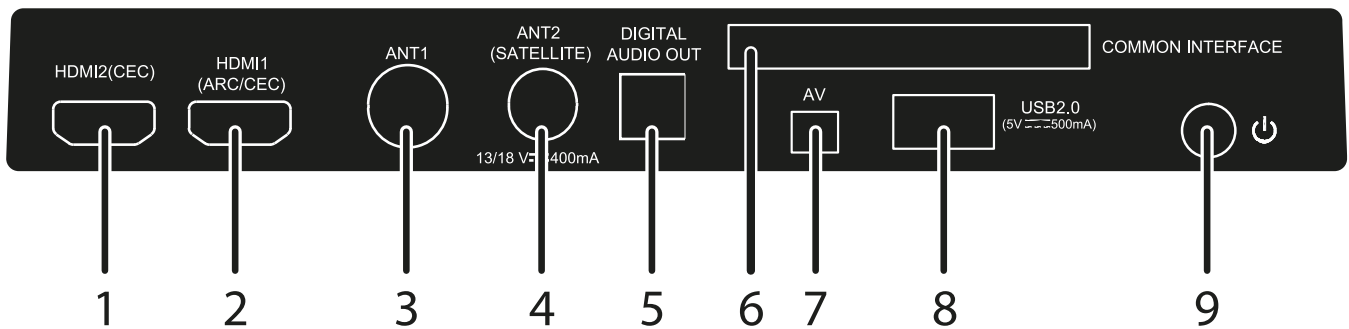 HDMI2(CEC)
HDMI1
(ARC/CEC)
ANT1
ANT2
(SATELLITE)
13/18 V⎓400mA
DIGITAL
AUDIO OUT
COMMON INTERFACE
AV
USB2.0
(5V⎓500mA)
1 2 3 4 5 6 7 8 9